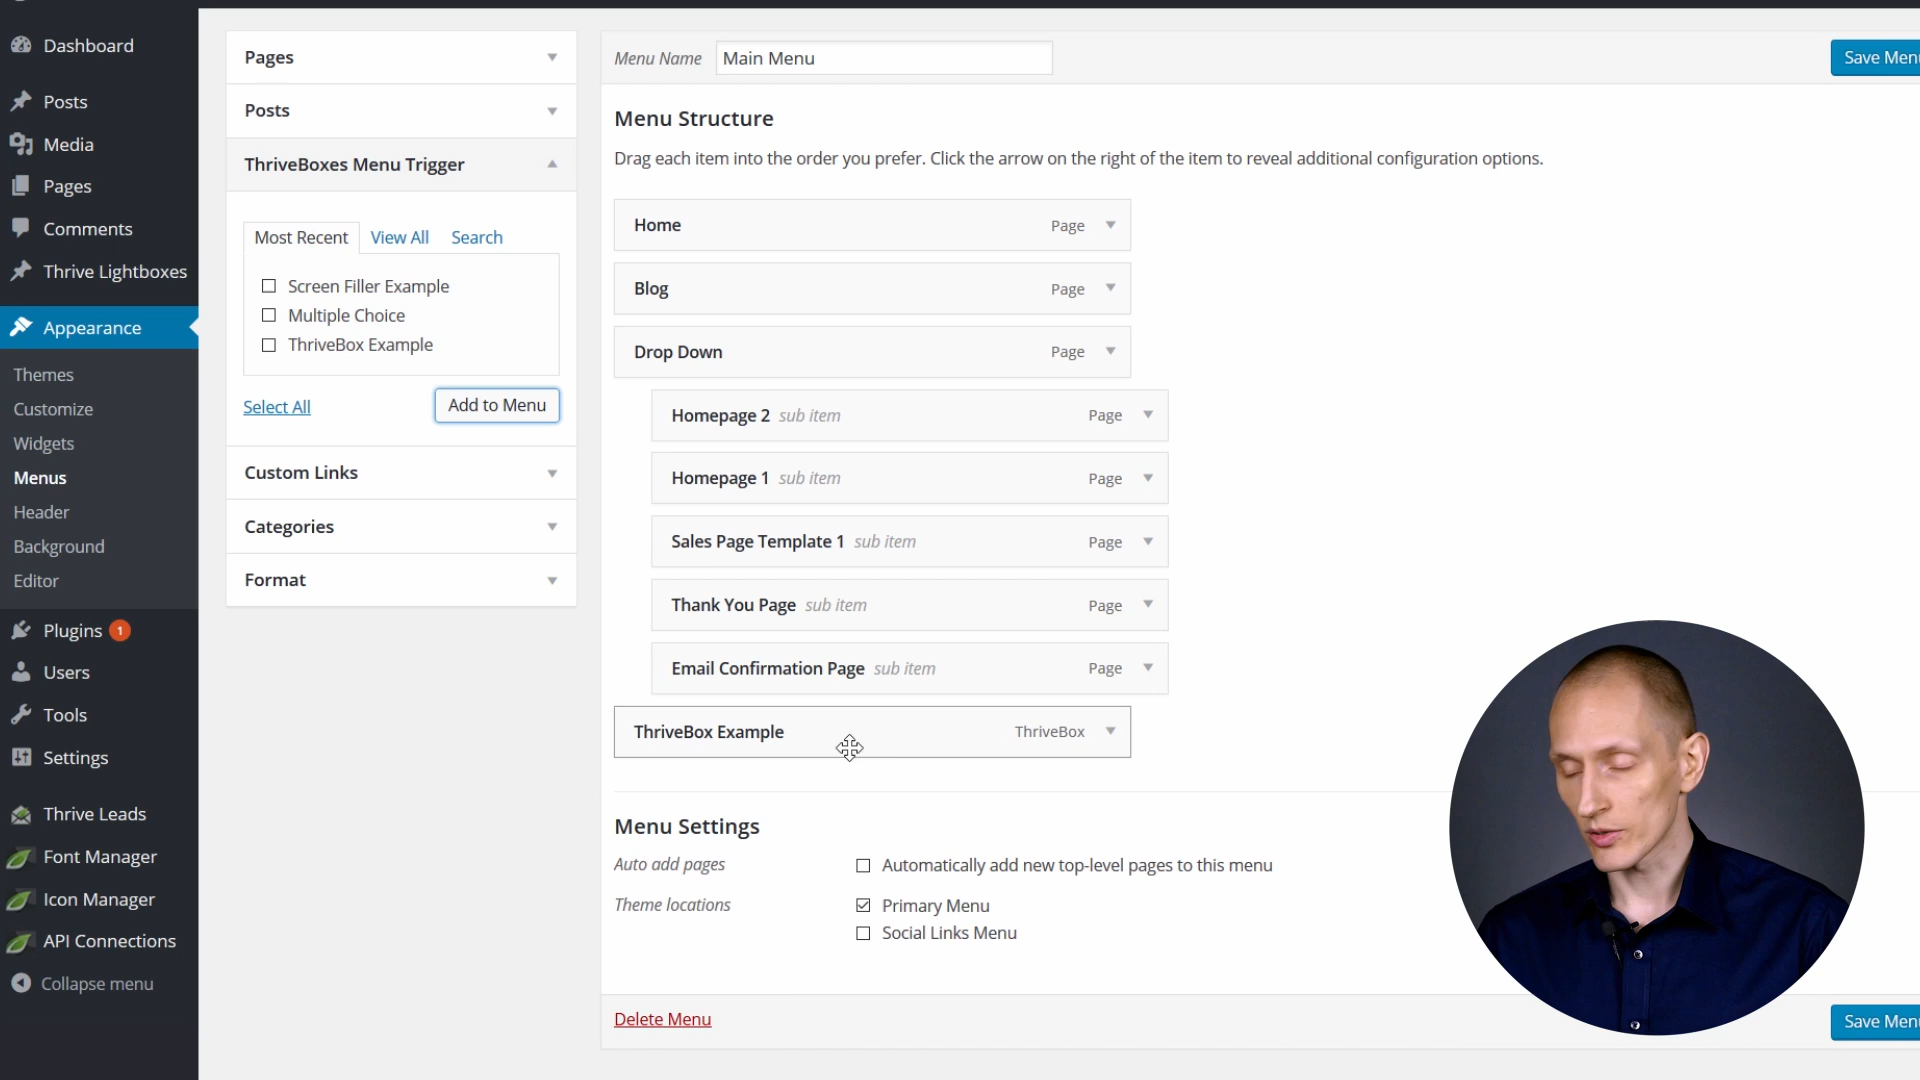 Dashboard
Posts
Media
Pages
Comments
Thrive Lightboxes
Appearance
Themes
Customize
Widgets
Menus
Header
Background
Editor
Plugins 1
Users
Tools
Settings
Thrive Leads
Font Manager
Icon Manager
API Connections
Collapse menu
Pages
Posts
ThriveBoxes Menu Trigger
Most Recent View All Search
Screen Filler Example
Multiple Choice
ThriveBox Example
Select All Add to Menu
Custom Links
Categories
Format
Menu Name Main Menu Save Menu
Menu Structure
Drag each item into the order you prefer. Click the arrow on the right of the item to reveal additional configuration options.
Home Page
Blog Page
Drop Down Page
Homepage 2 sub item Page
Homepage 1 sub item Page
Sales Page Template 1 sub item Page
Thank You Page sub item Page
Email Confirmation Page sub item Page
ThriveBox Example ThriveBox
Menu Settings
Auto add pages Automatically add new top-level pages to this menu
Theme locations Primary Menu
Social Links Menu
Delete Menu Save Menu